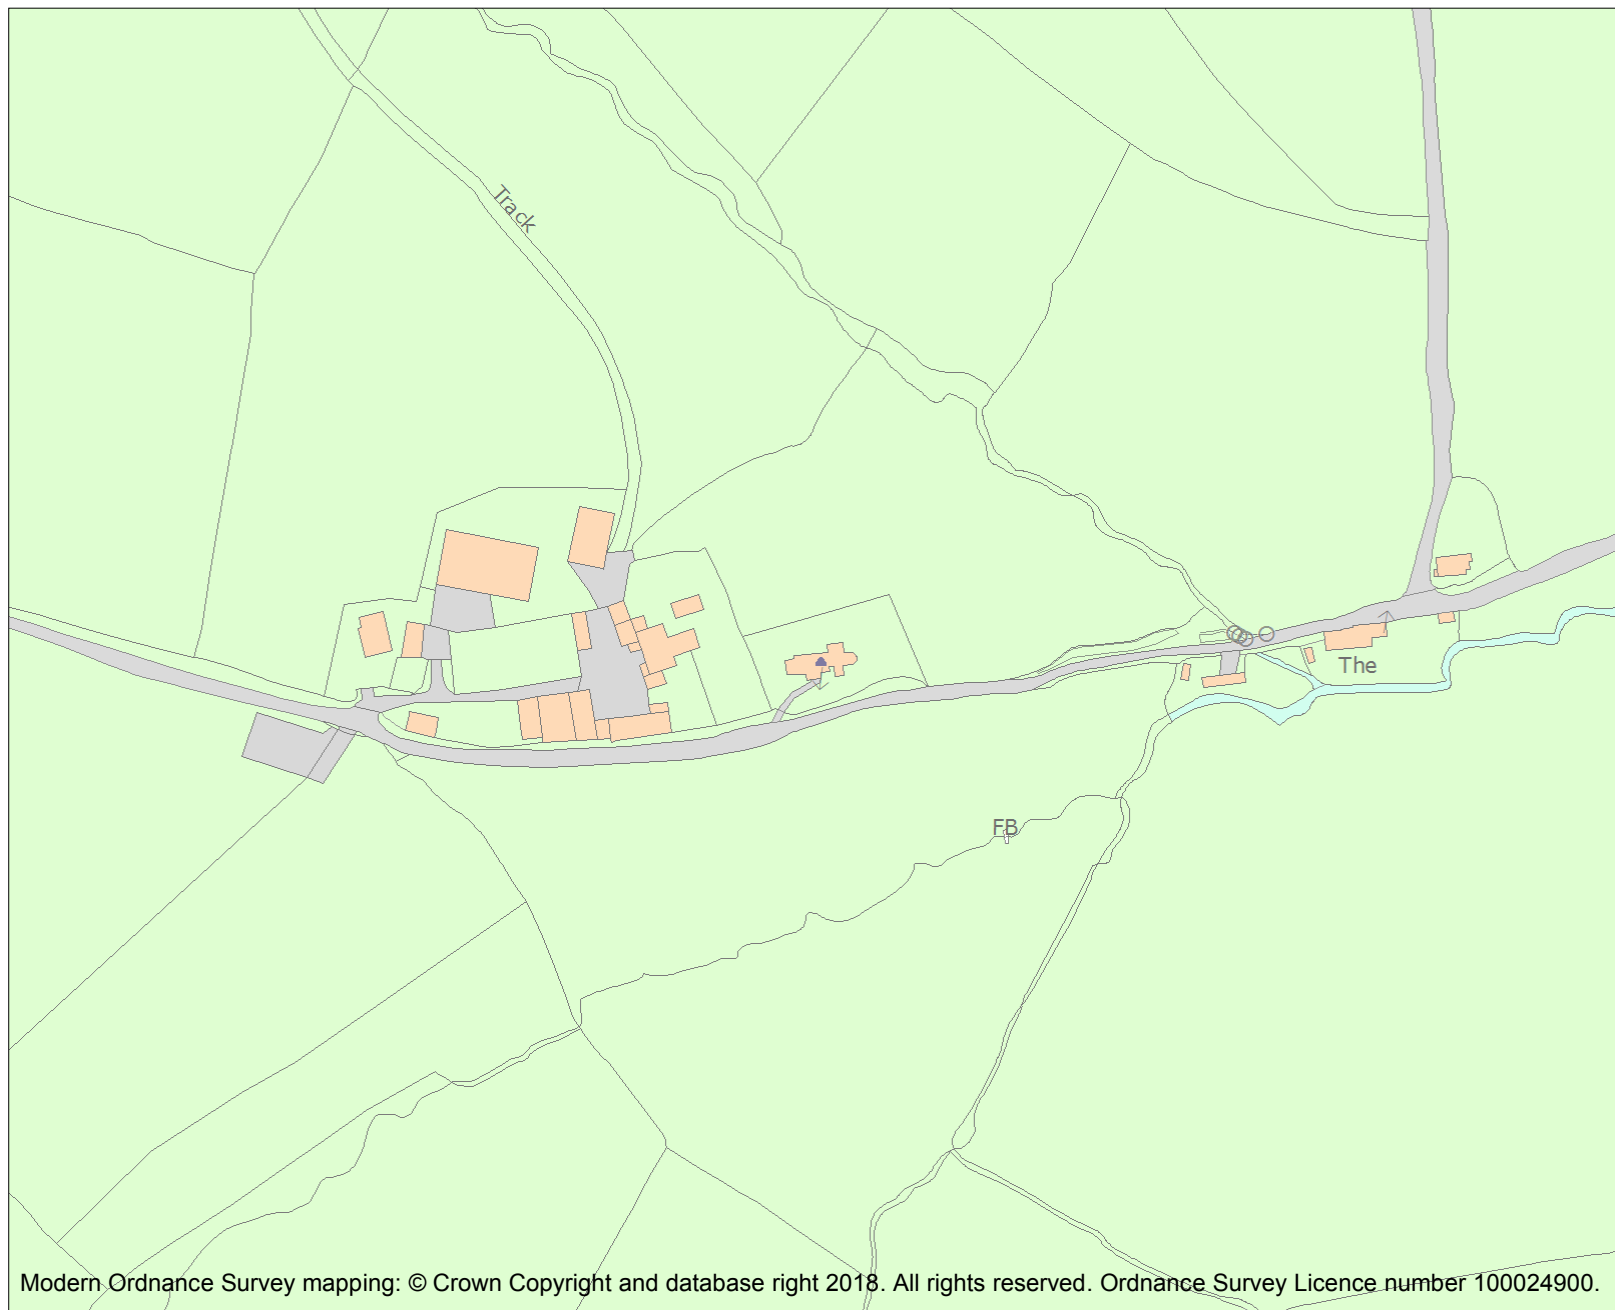 Track
The
FB
Modern Ordnance Survey mapping: © Crown Copyright and database right 2018. All rights reserved. Ordnance Survey Licence number 100024900.